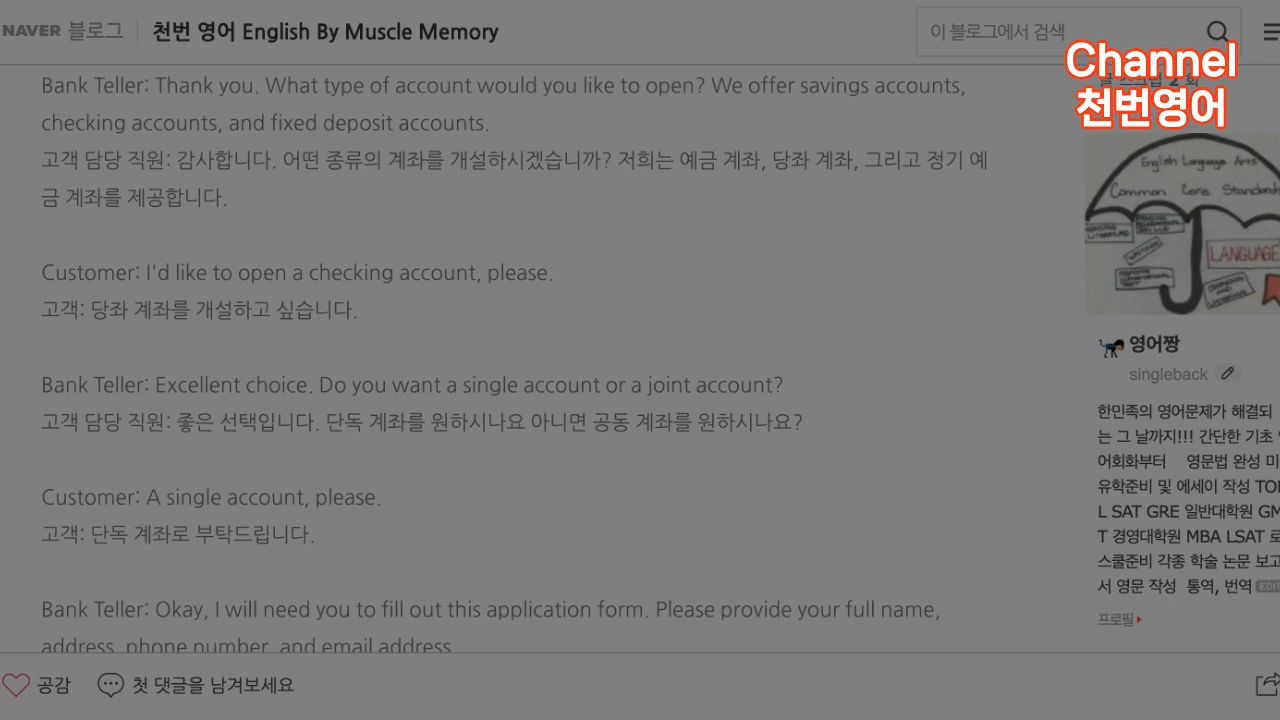 NAVER 블로그 천번 영어 English By Muscle Memory
이 블로그에서 검색
Channel
천번영어
Bank Teller: Thank you. What type of account would you like to open? We offer savings accounts,
checking accounts, and fixed deposit accounts.
고객 담당 직원: 감사합니다. 어떤 종류의 계좌를 개설하시겠습니까? 저희는 예금 계좌, 당좌 계좌, 그리고 정기 예
금 계좌를 제공합니다.
Customer: I'd like to open a checking account, please.
고객: 당좌 계좌를 개설하고 싶습니다.
Bank Teller: Excellent choice. Do you want a single account or a joint account?
고객 담당 직원: 좋은 선택입니다. 단독 계좌를 원하시나요 아니면 공동 계좌를 원하시나요?
Customer: A single account, please.
고객: 단독 계좌로 부탁드립니다.
Bank Teller: Okay, I will need you to fill out this application form. Please provide your full name,
address, phone number, and email address.
English Language Arts
Common Core Standards
LANGUAGE
영어짱
singleback
한민족의 영어문제가 해결되
는 그 날까지!!! 간단한 기초
어회화부터 영문법 완성 미
유학준비 및 에세이 작성
L SAT GRE 일반대학원
T 경영대학원 MBA LSAT 로
스쿨준비 각종 학술 논문 보고
서 영문 작성 통역, 번역 EDIT
프로필
공감 첫 댓글을 남겨보세요